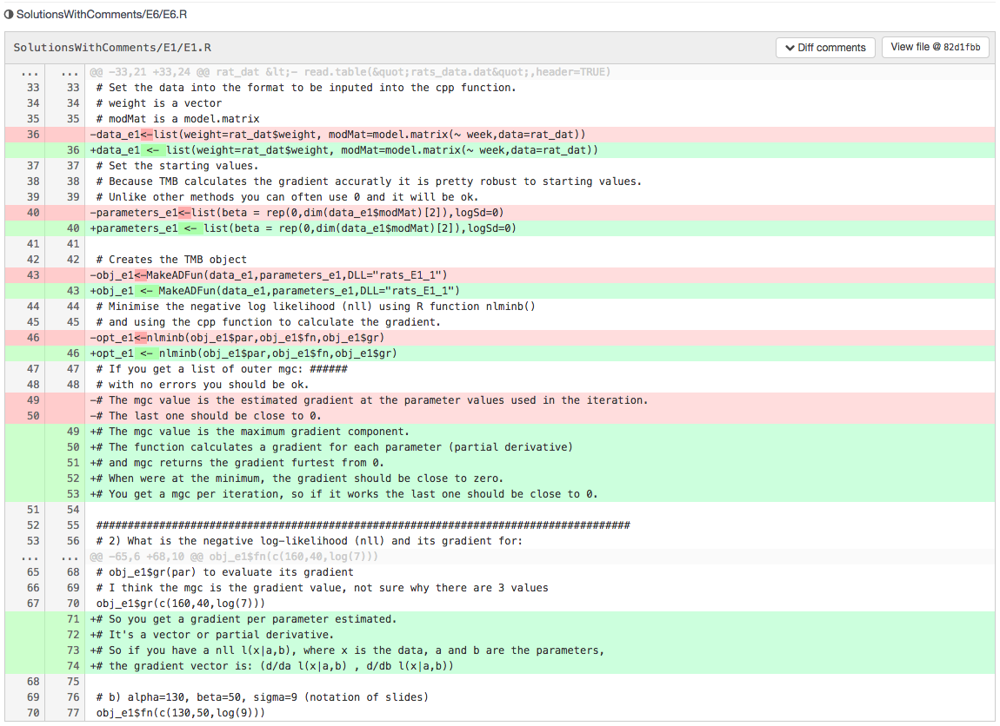 SolutionsWithComments/E6/E6.R
SolutionsWithComments/E1/E1.R Diff comments View file @ 82d1fbb
... ... @@ -33,21 +33,24 @@ rat_dat &lt;- read.table(&quot;rats_data.dat&quot;,header=TRUE)
33 33 # Set the data into the format to be inputed into the cpp function.
34 34 # weight is a vector
35 35 # modMat is a model.matrix
36 -data_e1<-list(weight=rat_dat$weight, modMat=model.matrix(~ week,data=rat_dat))
36 +data_e1 <- list(weight=rat_dat$weight, modMat=model.matrix(~ week,data=rat_dat))
37 37 # Set the starting values.
38 38 # Because TMB calculates the gradient accuratly it is pretty robust to starting values.
39 39 # Unlike other methods you can often use 0 and it will be ok.
40 -parameters_e1<-list(beta = rep(0,dim(data_e1$modMat)[2]),logSd=0)
40 +parameters_e1 <- list(beta = rep(0,dim(data_e1$modMat)[2]),logSd=0)
41 41
42 42 # Creates the TMB object
43 -obj_e1<-MakeADFun(data_e1,parameters_e1,DLL="rats_E1_1")
43 +obj_e1 <- MakeADFun(data_e1,parameters_e1,DLL="rats_E1_1")
44 44 # Minimise the negative log likelihood (nll) using R function nlminb()
45 45 # and using the cpp function to calculate the gradient.
46 -opt_e1<-nlminb(obj_e1$par,obj_e1$fn,obj_e1$gr)
46 +opt_e1 <- nlminb(obj_e1$par,obj_e1$fn,obj_e1$gr)
47 47 # If you get a list of outer mgc: ######
48 48 # with no errors you should be ok.
49 -# The mgc value is the estimated gradient at the parameter values used in the iteration.
50 -# The last one should be close to 0.
49 +# The mgc value is the maximum gradient component.
50 +# The function calculates a gradient for each parameter (partial derivative)
51 +# and mgc returns the gradient furtest from 0.
52 +# When were at the minimum, the gradient should be close to zero.
53 +# You get a mgc per iteration, so if it works the last one should be close to 0.
51 54
52 55 #####################################################################################
53 56 # 2) What is the negative log-likelihood (nll) and its gradient for:
... ... @@ -65,6 +68,10 @@ obj_e1$fn(c(160,40,log(7)))
65 68 # obj_e1$gr(par) to evaluate its gradient
66 69 # I think the mgc is the gradient value, not sure why there are 3 values
67 70 obj_e1$gr(c(160,40,log(7)))
71 +# So you get a gradient per parameter estimated.
72 +# It's a vector or partial derivative.
73 +# So if you have a nll l(x|a,b), where x is the data, a and b are the parameters,
74 +# the gradient vector is: (d/da l(x|a,b) , d/db l(x|a,b))
68 75
69 76 # b) alpha=130, beta=50, sigma=9 (notation of slides)
70 77 obj_e1$fn(c(130,50,log(9)))